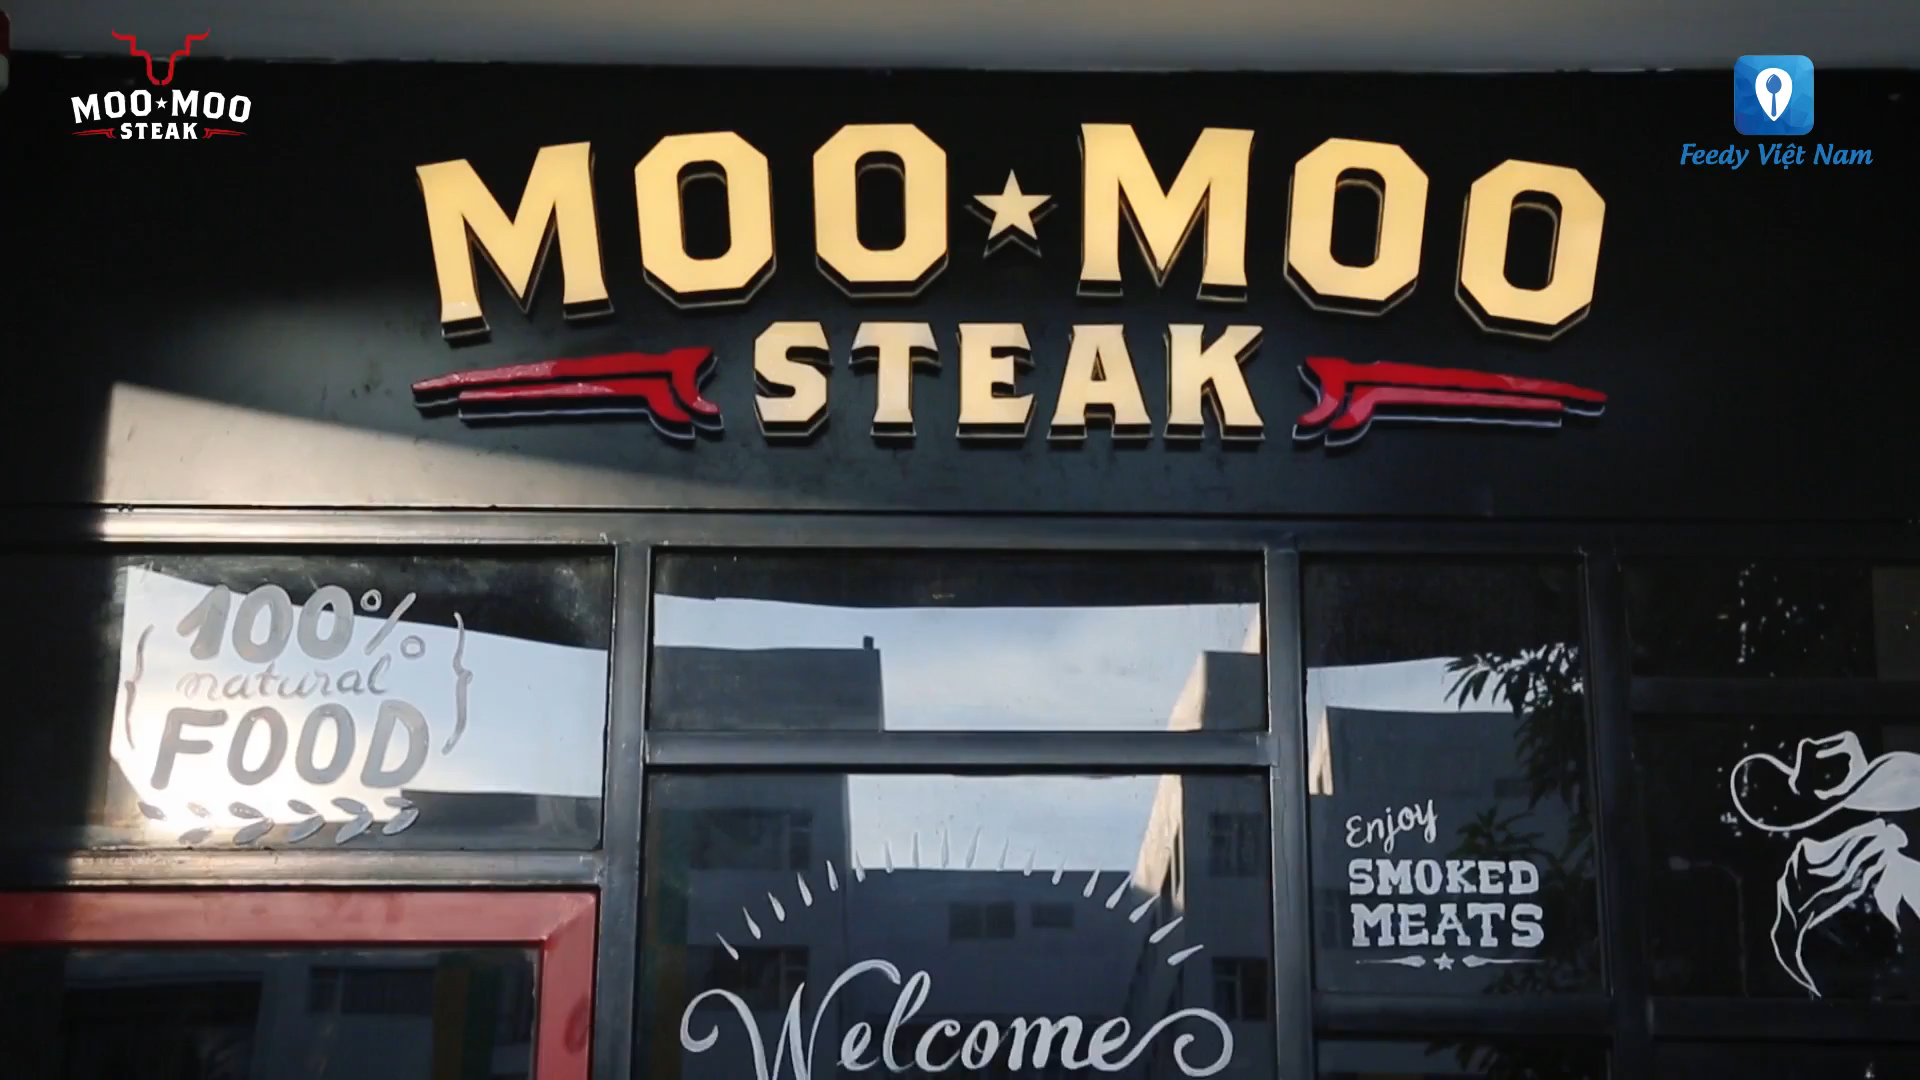 MOO★MOO
STEAK
Feedy Việt Nam
MOO★MOO
STEAK
100%
natural
FOOD
Enjoy
SMOKED
MEATS
Welcome